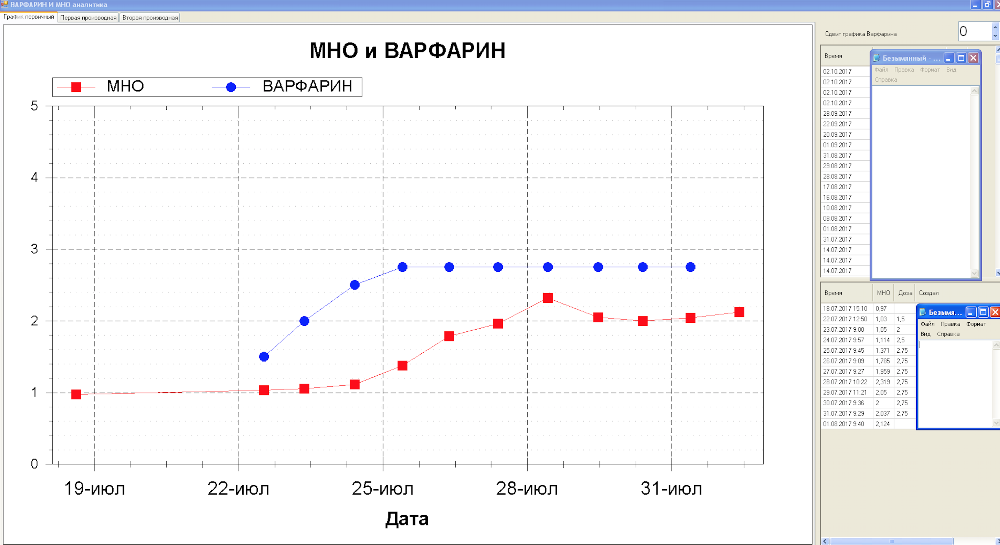 ВАРФАРИН И МНО аналитика
График первичный Первая производная Вторая производная
МНО и ВАРФАРИН
МНО ВАРФАРИН
5
4
3
2
1
0
19-июл 22-июл 25-июл 28-июл 31-июл
Дата
Сдвиг графика Варфарина 0
Время
02.10.2017
02.10.2017
02.10.2017
02.10.2017
28.09.2017
22.09.2017
20.09.2017
01.09.2017
31.08.2017
29.08.2017
28.08.2017
17.08.2017
16.08.2017
10.08.2017
08.08.2017
01.08.2017
31.07.2017
14.07.2017
14.07.2017
14.07.2017
Безымянный - ...
Файл Правка Формат Вид
Справка
Время МНО Доза Создал
18.07.2017 15:10 0,97
22.07.2017 12:50 1,03 1,5
23.07.2017 9:00 1,05 2
24.07.2017 9:57 1,114 2,5
25.07.2017 9:45 1,371 2,75
26.07.2017 9:09 1,785 2,75
27.07.2017 9:27 1,959 2,75
28.07.2017 10:22 2,319 2,75
29.07.2017 11:21 2,05 2,75
30.07.2017 9:36 2 2,75
31.07.2017 9:29 2,037 2,75
01.08.2017 9:40 2,124
Безымя...
Файл Правка Формат
Вид Справка